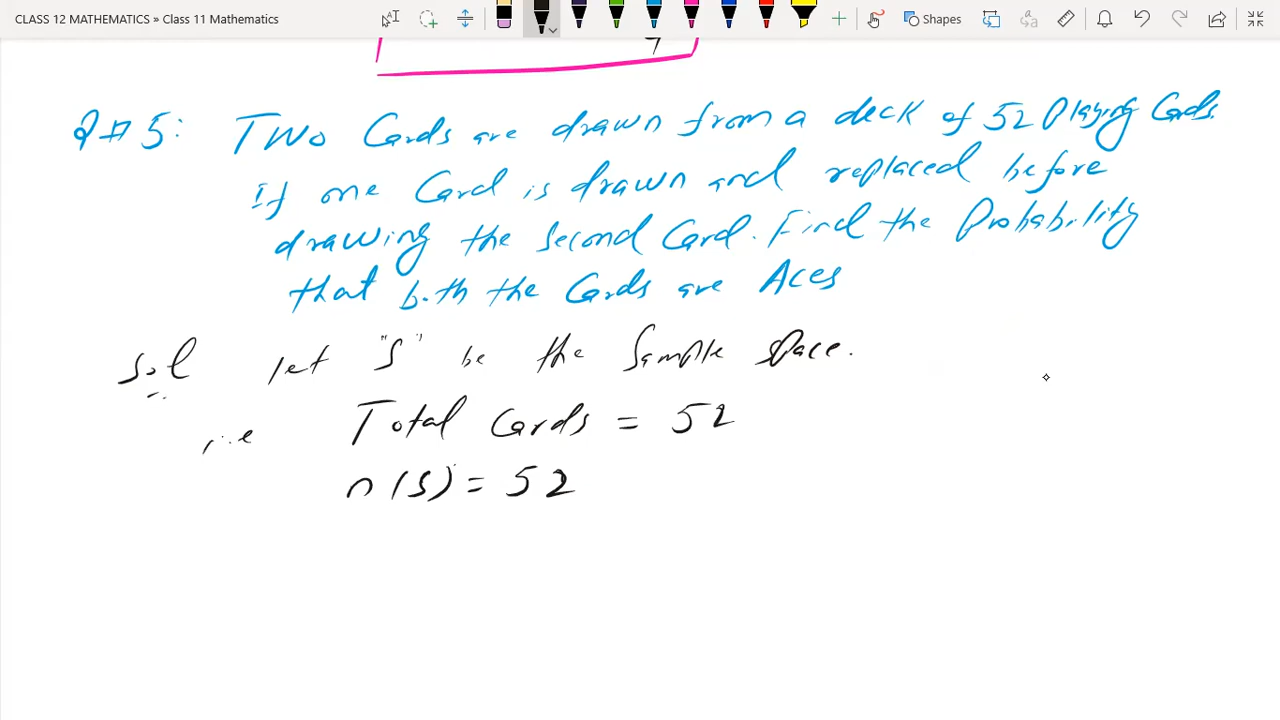 CLASS 12 MATHEMATICS » Class 11 Mathematics
Shapes
Q# 5: Two Cards are drawn from a deck of 52 Playing Cards.
If one Card is drawn and replaced before
drawing the second Card. Find the Probability
that both the Cards are Aces
Sol let "S" be the Sample space.
i.e Total Cards = 52
n(S) = 52